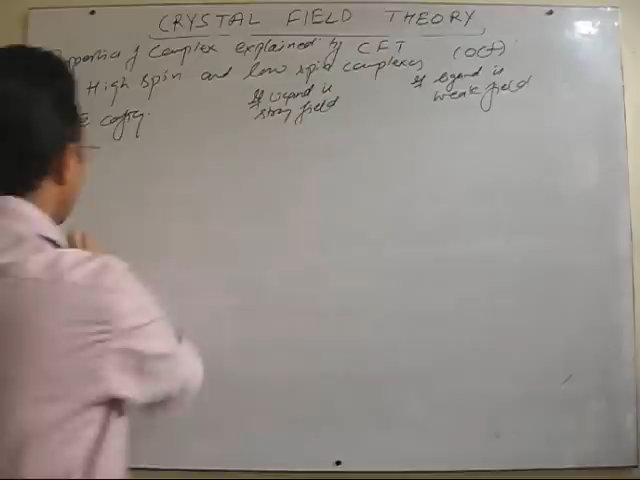 CRYSTAL FIELD THEORY
of Complex explained by CFT (OCT)
High spin and low spin complexes
If ligand is
strong field
If ligand is
weak field